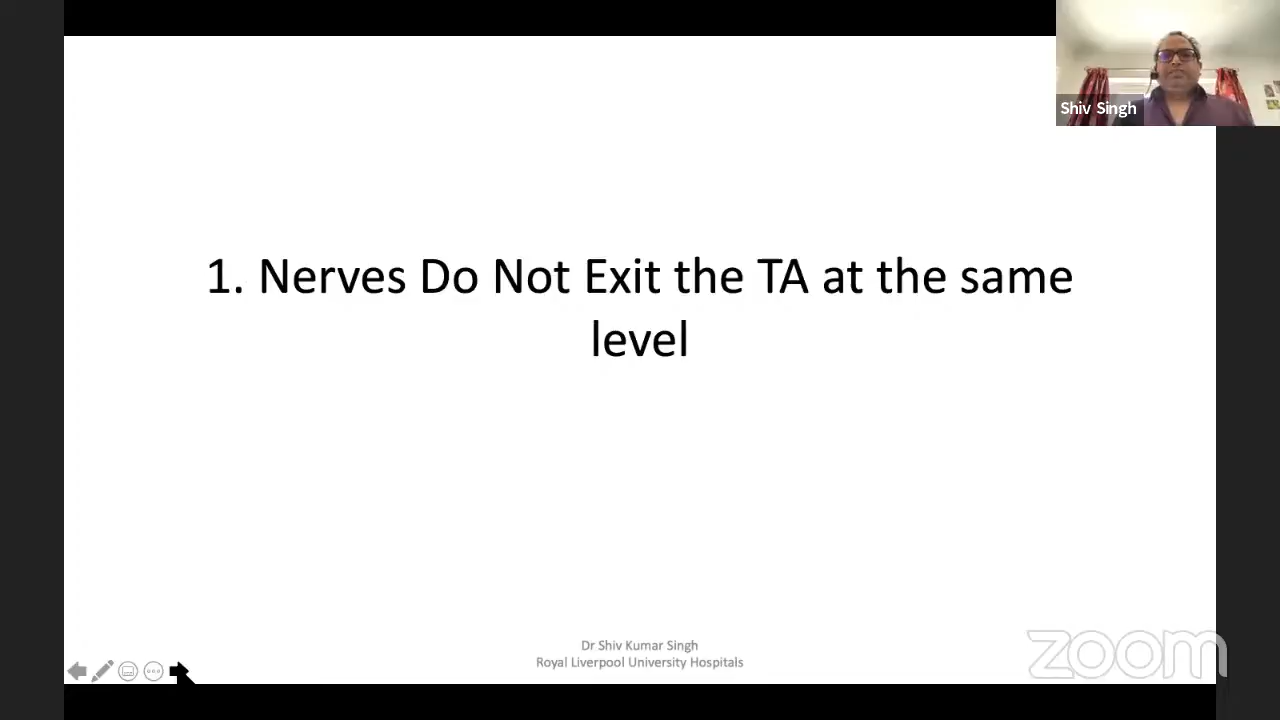 Shiv Singh
1. Nerves Do Not Exit the TA at the same
level
Dr Shiv Kumar Singh
Royal Liverpool University Hospitals
zoom